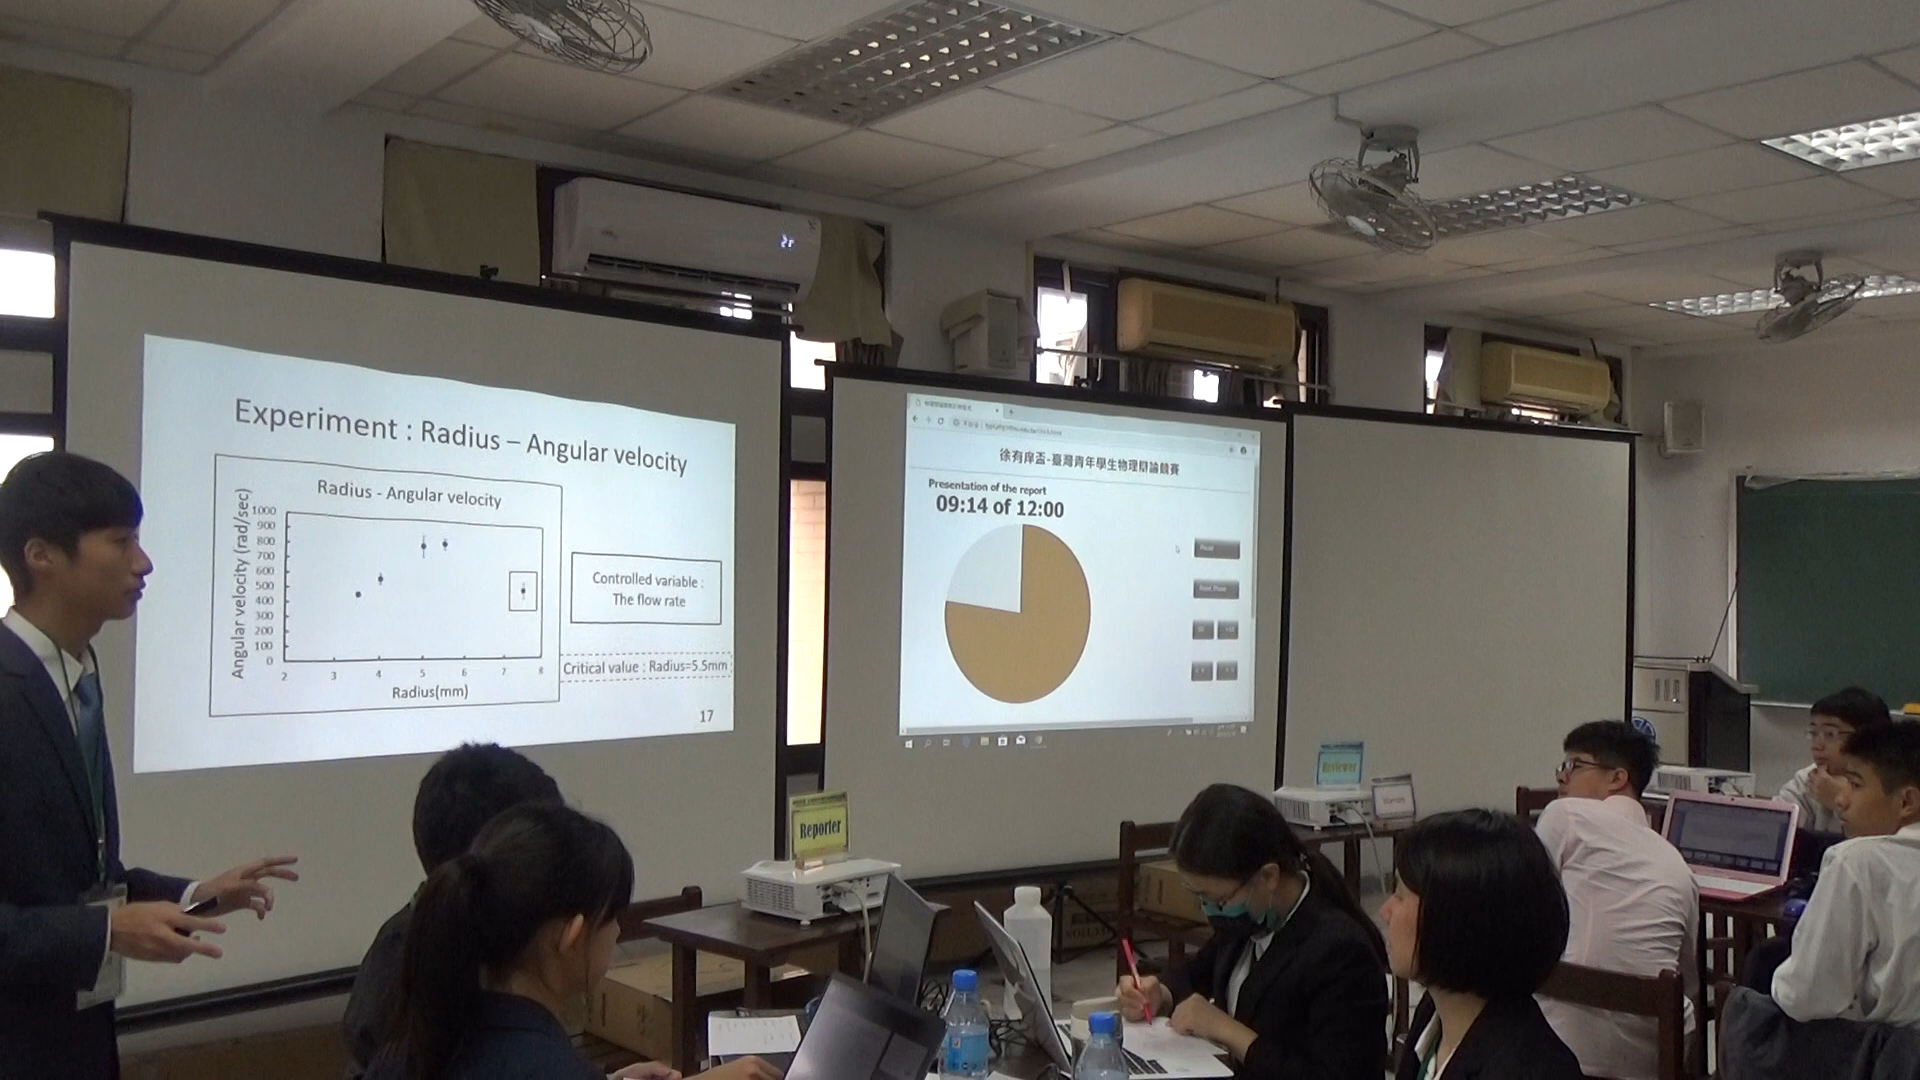 Experiment : Radius – Angular velocity
Radius - Angular velocity
Angular velocity (rad/sec)
1000
900
800
700
600
500
400
300
200
100
0
2
3
4
5
6
7
8
Radius(mm)
Controlled variable :
The flow rate
Critical value : Radius=5.5mm
17
徐有庠盃-臺灣青年學生物理辯論競賽
Presentation of the report
09:14 of 12:00
Reporter
Reviewer